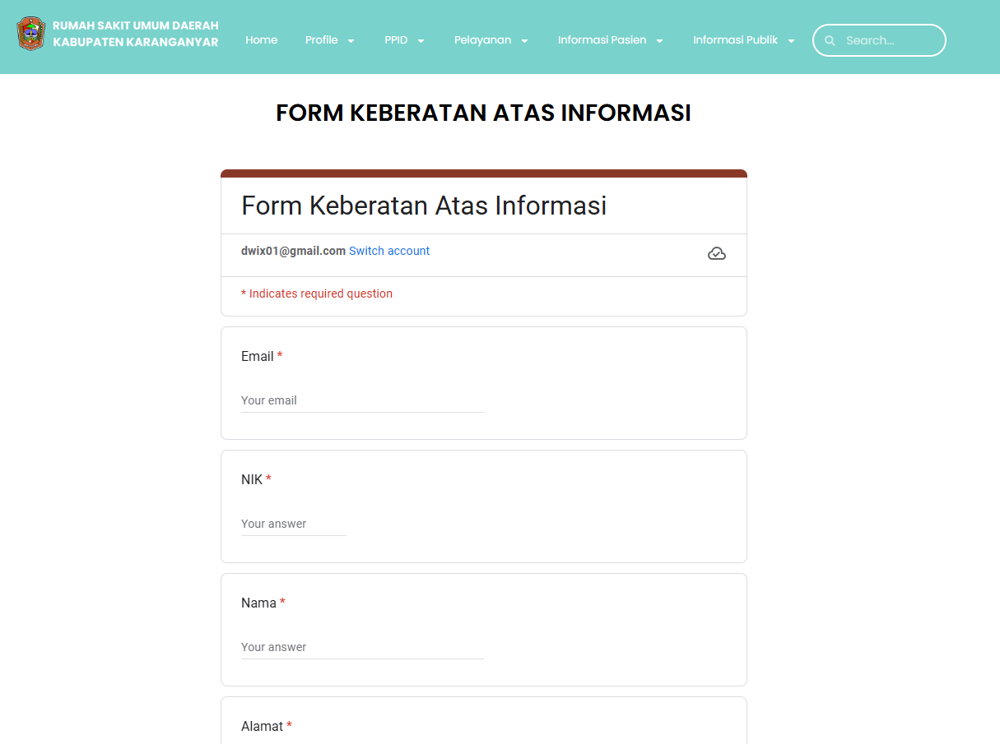 RUMAH SAKIT UMUM DAERAH
KABUPATEN KARANGANYAR
Home Profile PPID Pelayanan Informasi Pasien Informasi Publik Search...
FORM KEBERATAN ATAS INFORMASI
Form Keberatan Atas Informasi
dwix01@gmail.com Switch account
* Indicates required question
Email *
Your email
NIK *
Your answer
Nama *
Your answer
Alamat *